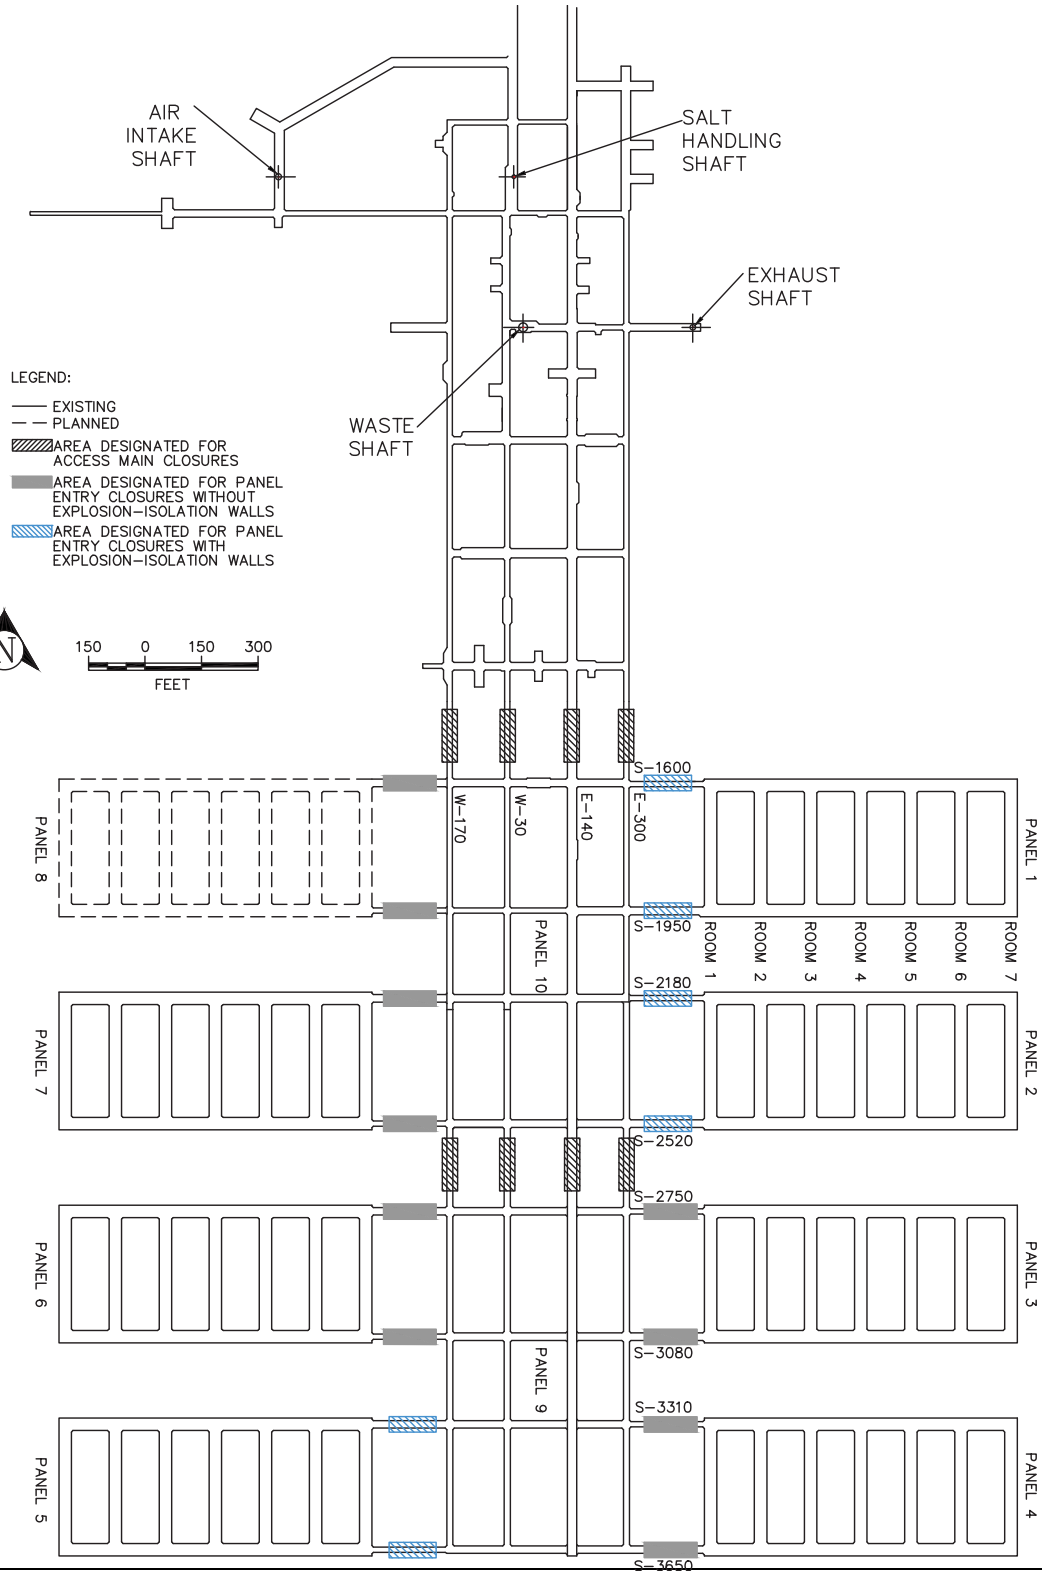 AIR
INTAKE
SHAFT
SALT
HANDLING
SHAFT
EXHAUST
SHAFT
WASTE
SHAFT
LEGEND:
EXISTING
PLANNED
AREA DESIGNATED FOR
ACCESS MAIN CLOSURES
AREA DESIGNATED FOR PANEL
ENTRY CLOSURES WITHOUT
EXPLOSION-ISOLATION WALLS
AREA DESIGNATED FOR PANEL
ENTRY CLOSURES WITH
EXPLOSION-ISOLATION WALLS
N
150 0 150 300
FEET
S-1600
W-170
W-30
E-140
E-300
PANEL 8
PANEL 1
S-1950
PANEL 10
ROOM 1
ROOM 2
ROOM 3
ROOM 4
ROOM 5
ROOM 6
ROOM 7
S-2180
PANEL 7
PANEL 2
S-2520
S-2750
PANEL 6
PANEL 3
S-3080
PANEL 9
S-3310
PANEL 5
PANEL 4
S-3650